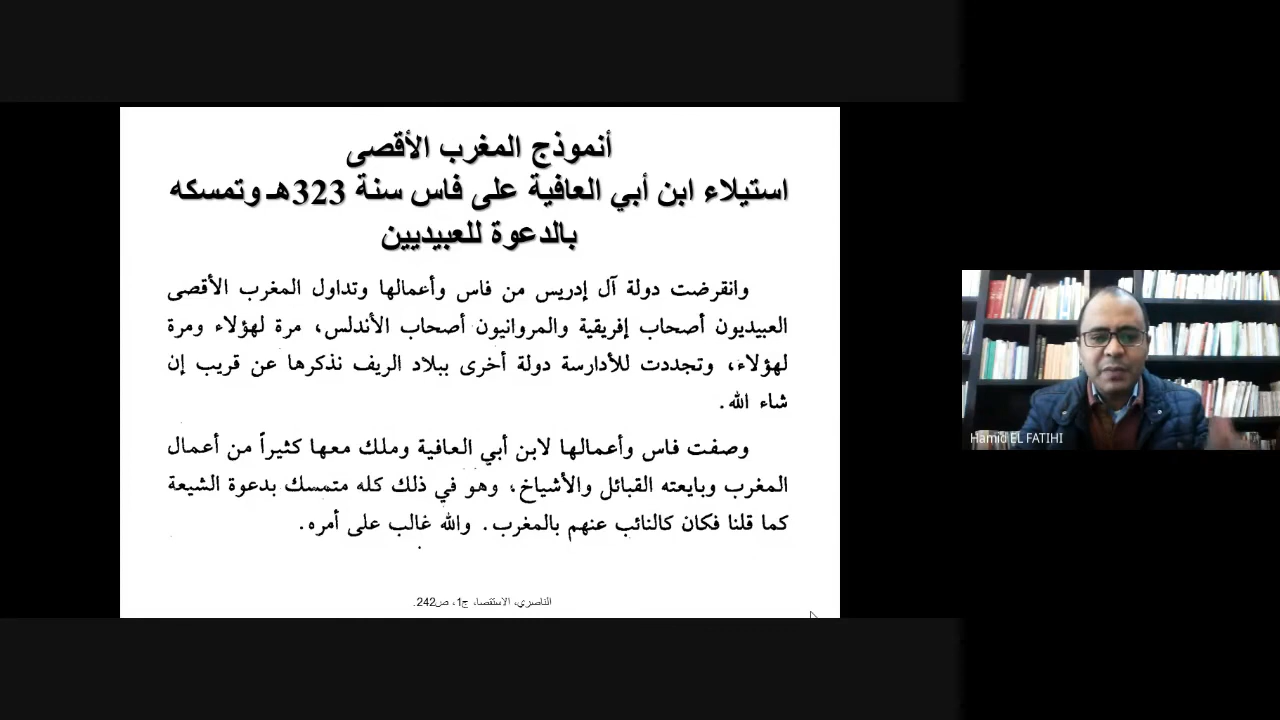 أنموذج المغرب الأقصى
استيلاء ابن أبي العافية على فاس سنة 323هـ وتمسكه
بالدعوة للعبيديين
وانقرضت دولة آل إدريس من فاس وأعمالها وتداول المغرب الأقصى
العبيديون أصحاب إفريقية والمروانيون أصحاب الأندلس، مرة لهؤلاء ومرة
لهؤلاء، وتجددت للأدارسة دولة أخرى ببلاد الريف نذكرها عن قريب إن
شاء الله.
وصفت فاس وأعمالها لابن أبي العافية وملك معها كثيراً من أعمال
المغرب وبايعته القبائل والأشياخ، وهو في ذلك كله متمسك بدعوة الشيعة
كما قلنا فكان كالنائب عنهم بالمغرب. والله غالب على أمره.
الناصري، الاستقصا، ج1، ص242.
Hamid EL FATIHI